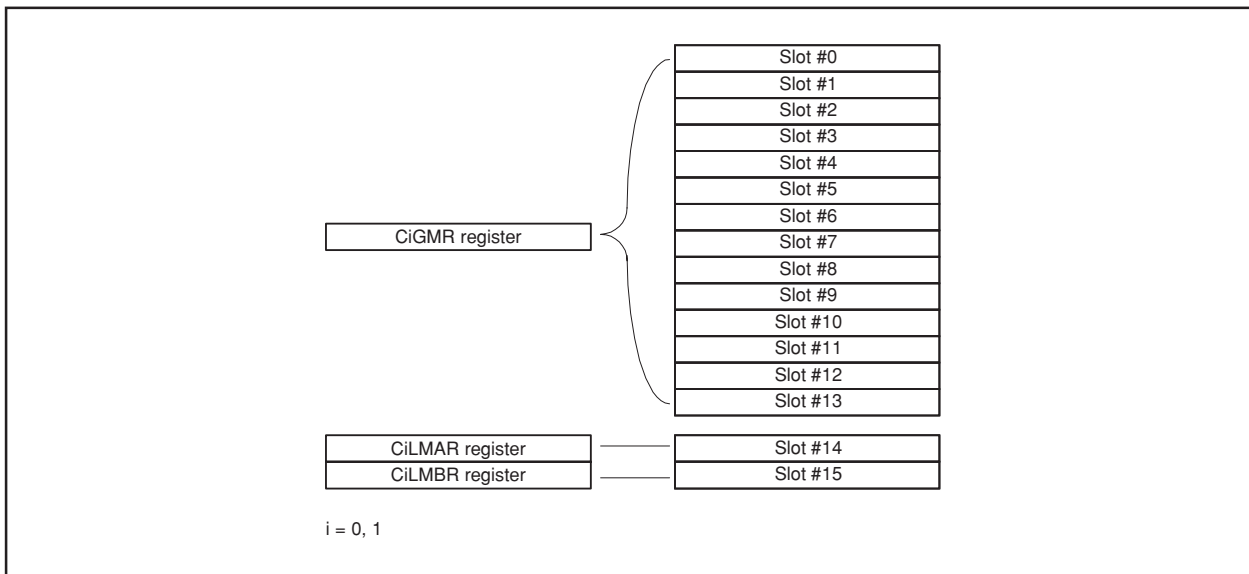 Slot #0
Slot #1
Slot #2
Slot #3
Slot #4
Slot #5
Slot #6
CiGMR register
Slot #7
Slot #8
Slot #9
Slot #10
Slot #11
Slot #12
Slot #13
CiLMAR register
Slot #14
CiLMBR register
Slot #15
i = 0, 1